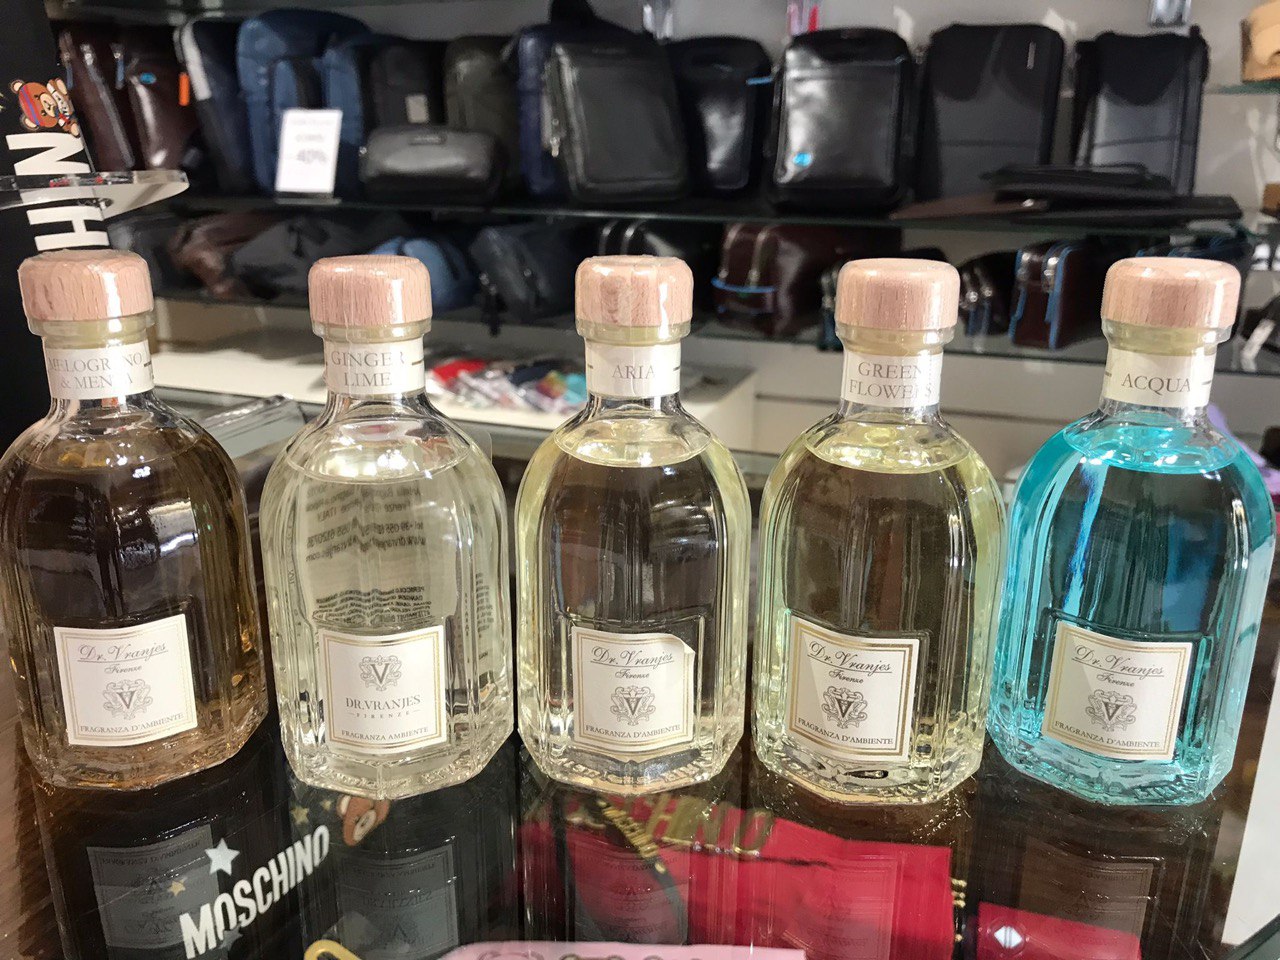 -40%
HIN
MELOGRANO
& MENTA
GINGER
LIME
ARIA
GREEN
FLOWERS
ACQUA
Dr. Vranjes
Firenze
FRAGRANZA D'AMBIENTE
DR.VRANJES
FIRENZE
FRAGRANZA AMBIENTE
Dr. Vranjes
Firenze
FRAGRANZA D'AMBIENTE
Dr. Vranjes
Firenze
FRAGRANZA D'AMBIENTE
Dr. Vranjes
Firenze
FRAGRANZA D'AMBIENTE
MOSCHINO